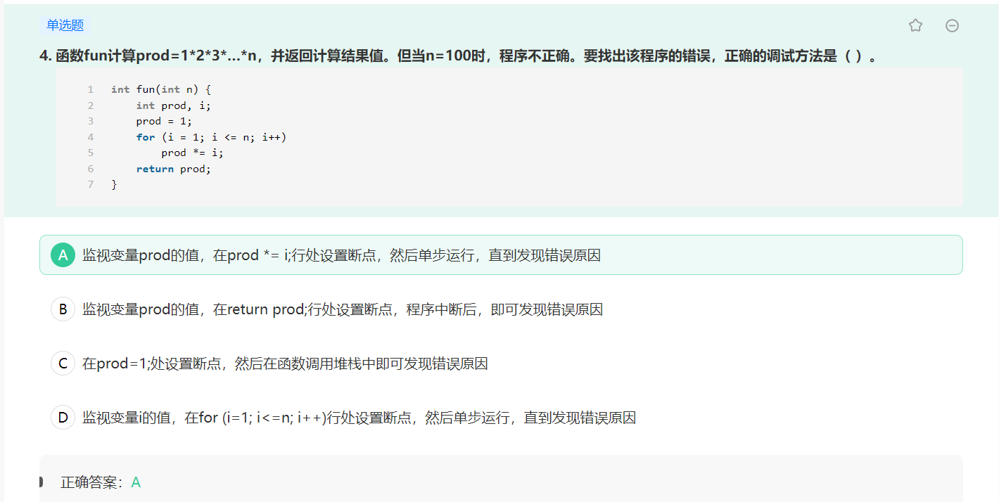 单选题
4. 函数fun计算prod=1*2*3*...*n，并返回计算结果值。但当n=100时，程序不正确。要找出该程序的错误，正确的调试方法是（ ）。
1 int fun(int n) {
2 int prod, i;
3 prod = 1;
4 for (i = 1; i <= n; i++)
5 prod *= i;
6 return prod;
7 }
A 监视变量prod的值，在prod *= i;行处设置断点，然后单步运行，直到发现错误原因
B 监视变量prod的值，在return prod;行处设置断点，程序中断后，即可发现错误原因
C 在prod=1;处设置断点，然后在函数调用堆栈中即可发现错误原因
D 监视变量i的值，在for (i=1; i<=n; i++)行处设置断点，然后单步运行，直到发现错误原因
正确答案：A